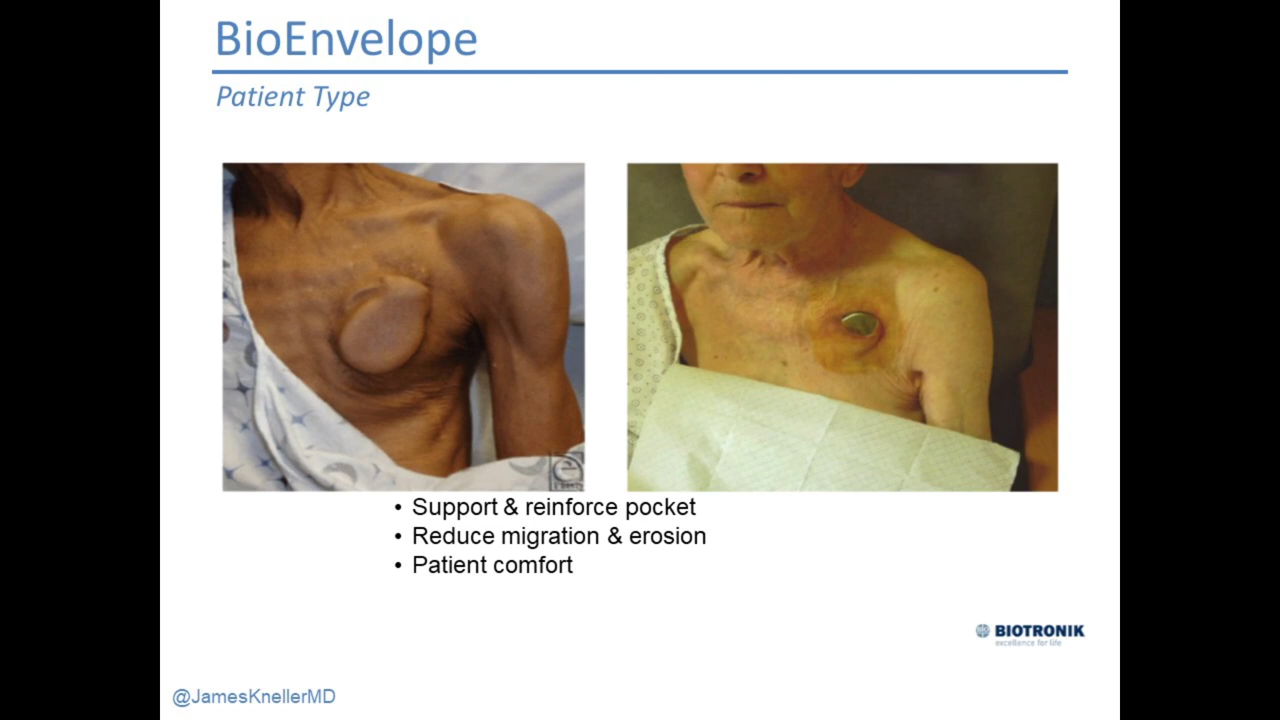 BioEnvelope
Patient Type
• Support & reinforce pocket
• Reduce migration & erosion
• Patient comfort
BIOTRONIK
excellence for life
@JamesKnellerMD